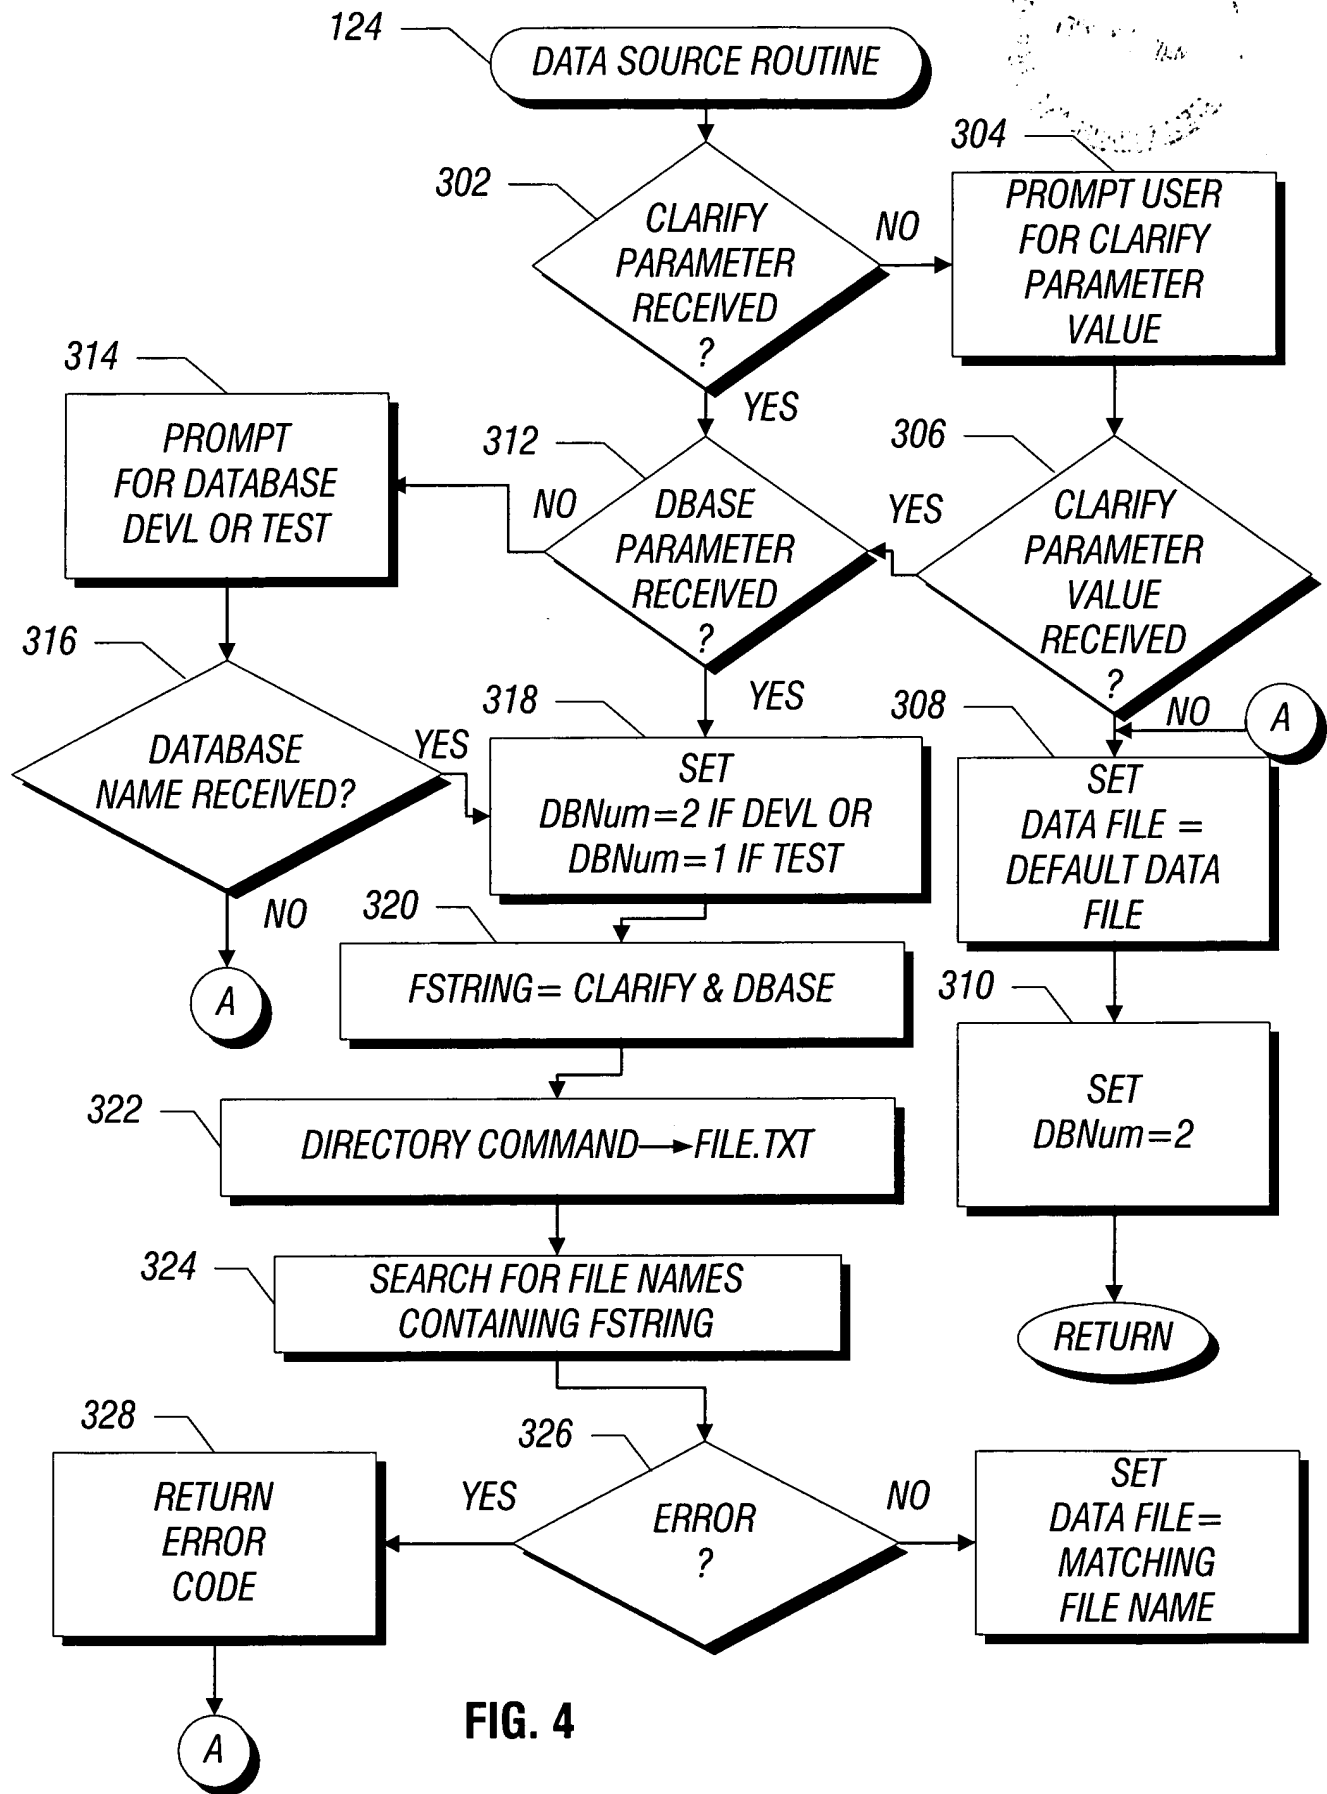 124
DATA SOURCE ROUTINE
302
CLARIFY
PARAMETER
RECEIVED
?
NO
YES
304
PROMPT USER
FOR CLARIFY
PARAMETER
VALUE
314
PROMPT
FOR DATABASE
DEVL OR TEST
312
DBASE
PARAMETER
RECEIVED
?
NO
YES
306
CLARIFY
PARAMETER
VALUE
RECEIVED
?
YES
NO
A
316
DATABASE
NAME RECEIVED?
YES
NO
A
318
SET
DBNum=2 IF DEVL OR
DBNum=1 IF TEST
308
SET
DATA FILE =
DEFAULT DATA
FILE
320
FSTRING= CLARIFY & DBASE
310
SET
DBNum=2
322
DIRECTORY COMMAND→FILE.TXT
324
SEARCH FOR FILE NAMES
CONTAINING FSTRING
RETURN
326
ERROR
?
YES
NO
328
RETURN
ERROR
CODE
SET
DATA FILE=
MATCHING
FILE NAME
A
FIG. 4